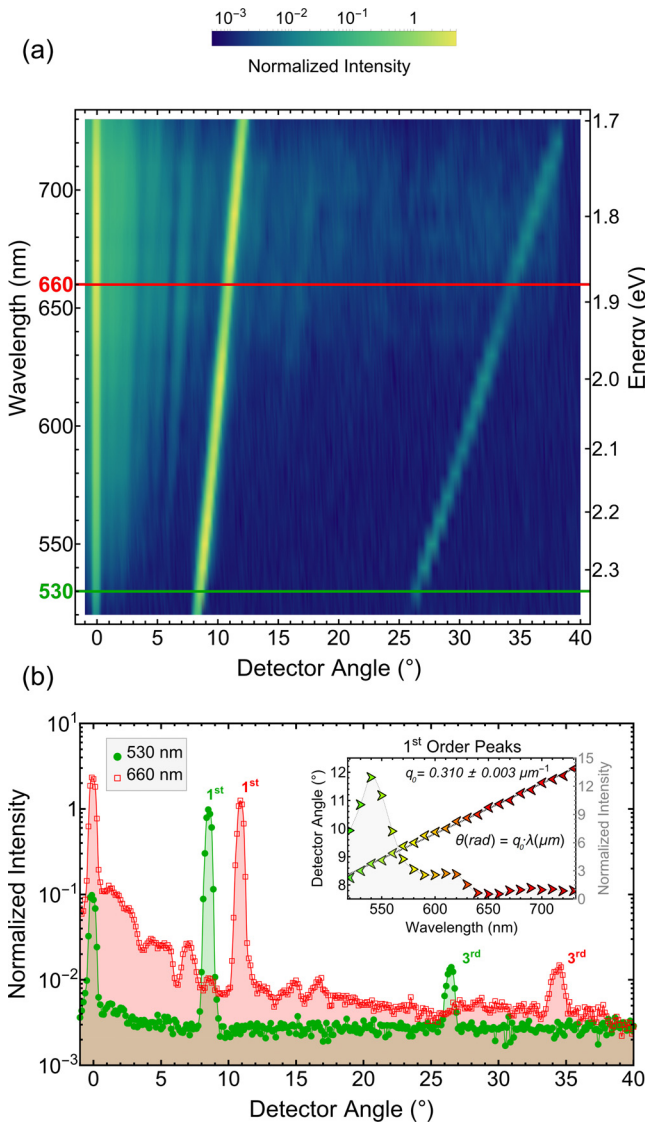 10⁻³ 10⁻² 10⁻¹ 1
(a)
Normalized Intensity
1.7
700
1.8
660
650
1.9
Wavelength (nm)
Energy (eV)
2.0
600
2.1
2.2
550
530
2.3
0 5 10 15 20 25 30 35 40
Detector Angle (°)
(b)
10¹
530 nm
660 nm
1ˢᵗ
1ˢᵗ
1ˢᵗ Order Peaks
12
15
q₀= 0.310 ± 0.003 µm⁻¹
11
12
10
9
θ(rad) = q₀·λ(µm)
6
9
3
8
0
Detector Angle (°)
Normalized Intensity
550 600 650 700
Wavelength (nm)
1
10⁻¹
3ʳᵈ
3ʳᵈ
10⁻²
10⁻³
Normalized Intensity
0 5 10 15 20 25 30 35 40
Detector Angle (°)